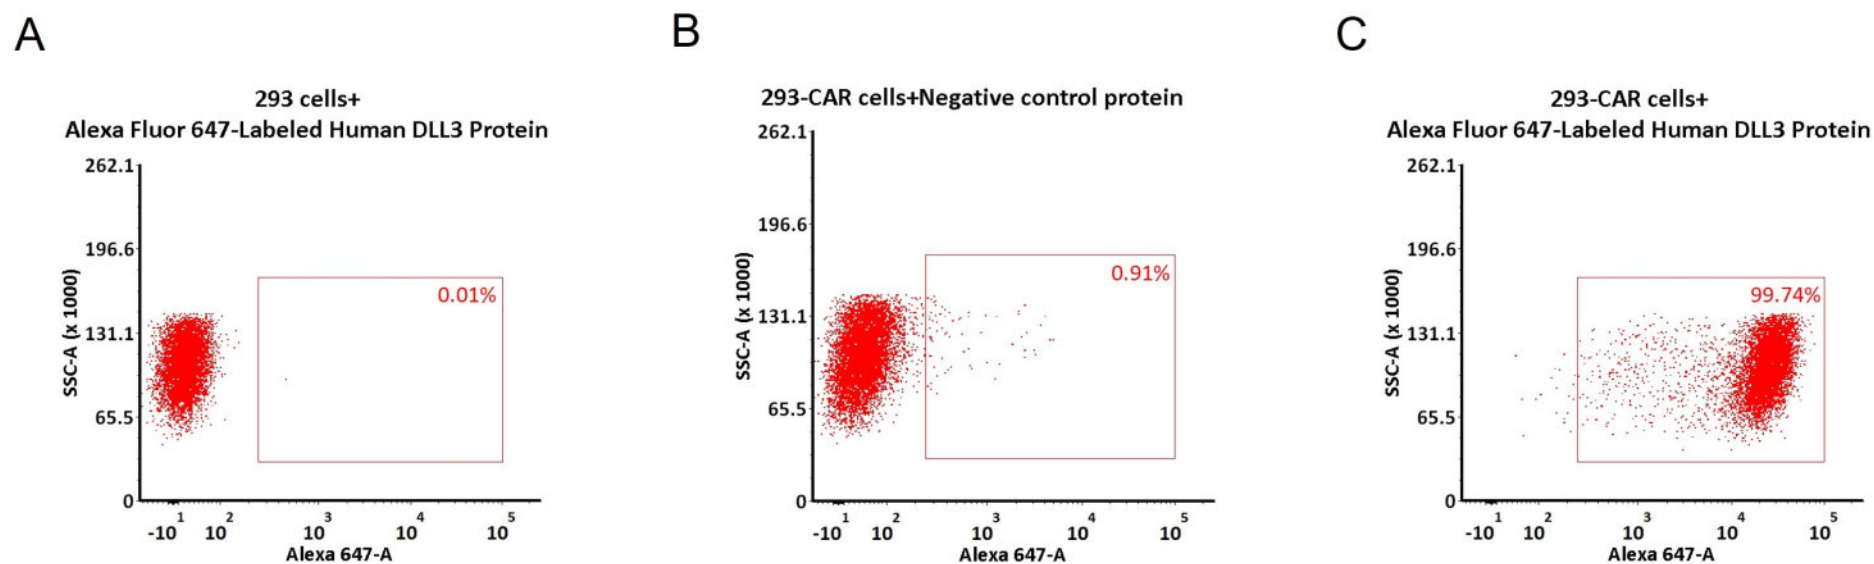 A
293 cells+
Alexa Fluor 647-Labeled Human DLL3 Protein
262.1
196.6
131.1
65.5
0
SSC-A (x 1000)
0.01%
-10 1 10 2 10 3 10 4 10 5
Alexa 647-A
B
293-CAR cells+Negative control protein
262.1
196.6
131.1
65.5
0
SSC-A (x 1000)
0.91%
-10 1 10 2 10 3 10 4 10 5
Alexa 647-A
C
293-CAR cells+
Alexa Fluor 647-Labeled Human DLL3 Protein
262.1
196.6
131.1
65.5
0
SSC-A (x 1000)
99.74%
-10 1 10 2 10 3 10 4 10 5
Alexa 647-A